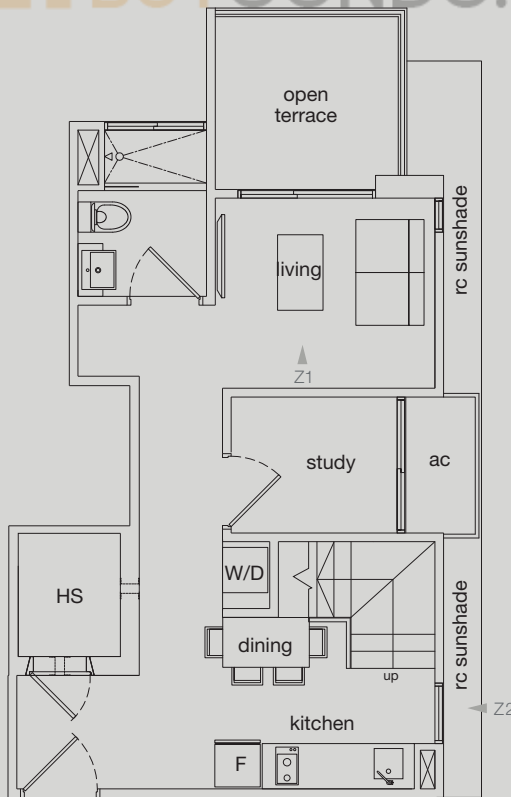 open
terrace
rc sunshade
living
Z1
study
ac
W/D
HS
dining
rc sunshade
up
Z2
kitchen
F